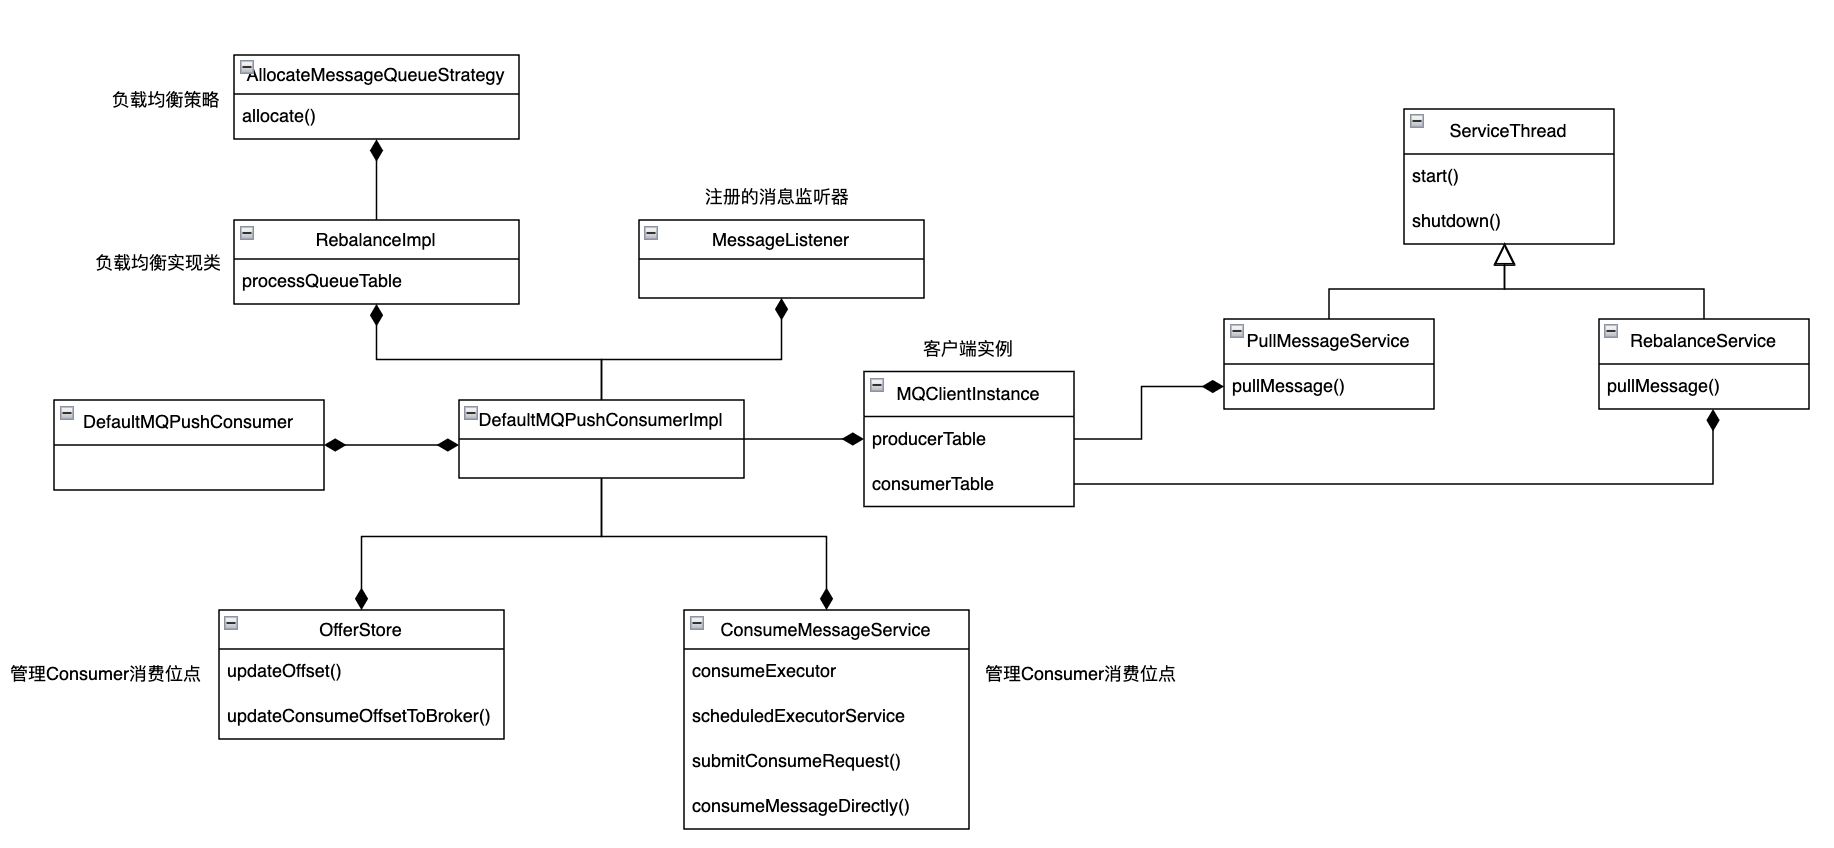 AllocateMessageQueueStrategy
负载均衡策略
allocate()
ServiceThread
start()
shutdown()
注册的消息监听器
RebalanceImpl
MessageListener
负载均衡实现类
processQueueTable
客户端实例
PullMessageService
RebalanceService
pullMessage()
pullMessage()
MQClientInstance
DefaultMQPushConsumer
DefaultMQPushConsumerImpl
producerTable
consumerTable
OfferStore
ConsumeMessageService
管理Consumer消费位点
updateOffset()
consumeExecutor
管理Consumer消费位点
updateConsumeOffsetToBroker()
scheduledExecutorService
submitConsumeRequest()
consumeMessageDirectly()